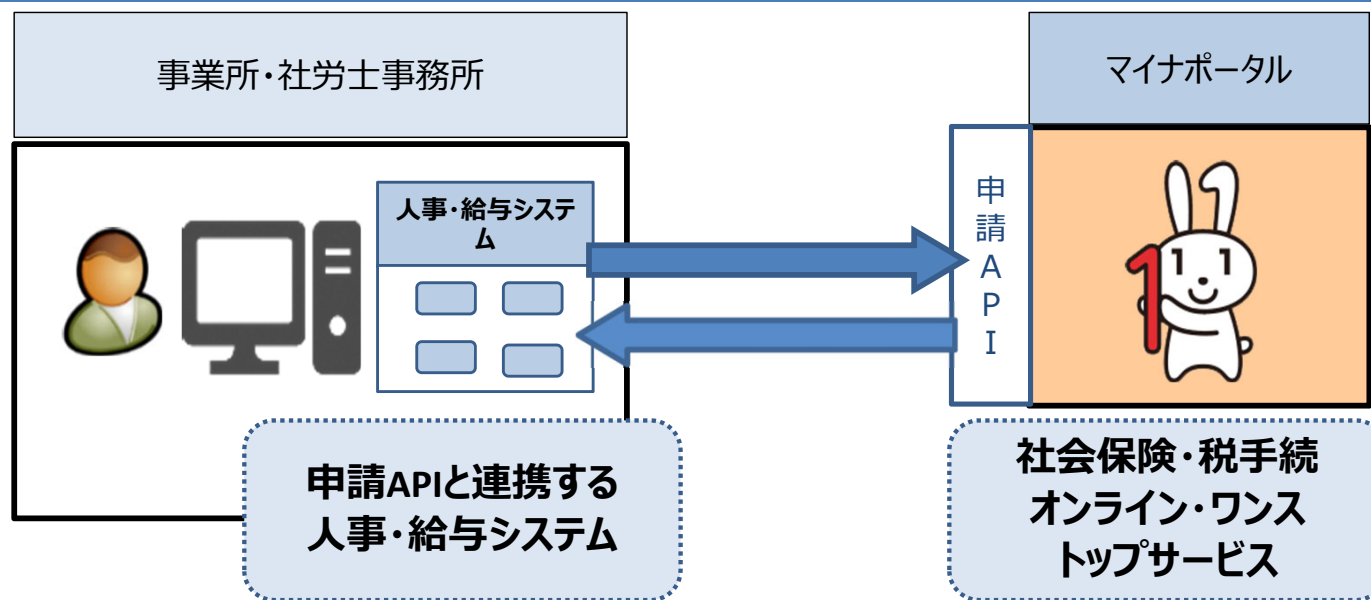 事業所・社労士事務所
マイナポータル
人事・給与システ
ム
申
請
A
P
I
1
1 1
申請APIと連携する
人事・給与システム
社会保険・税手続
オンライン・ワンス
トップサービス